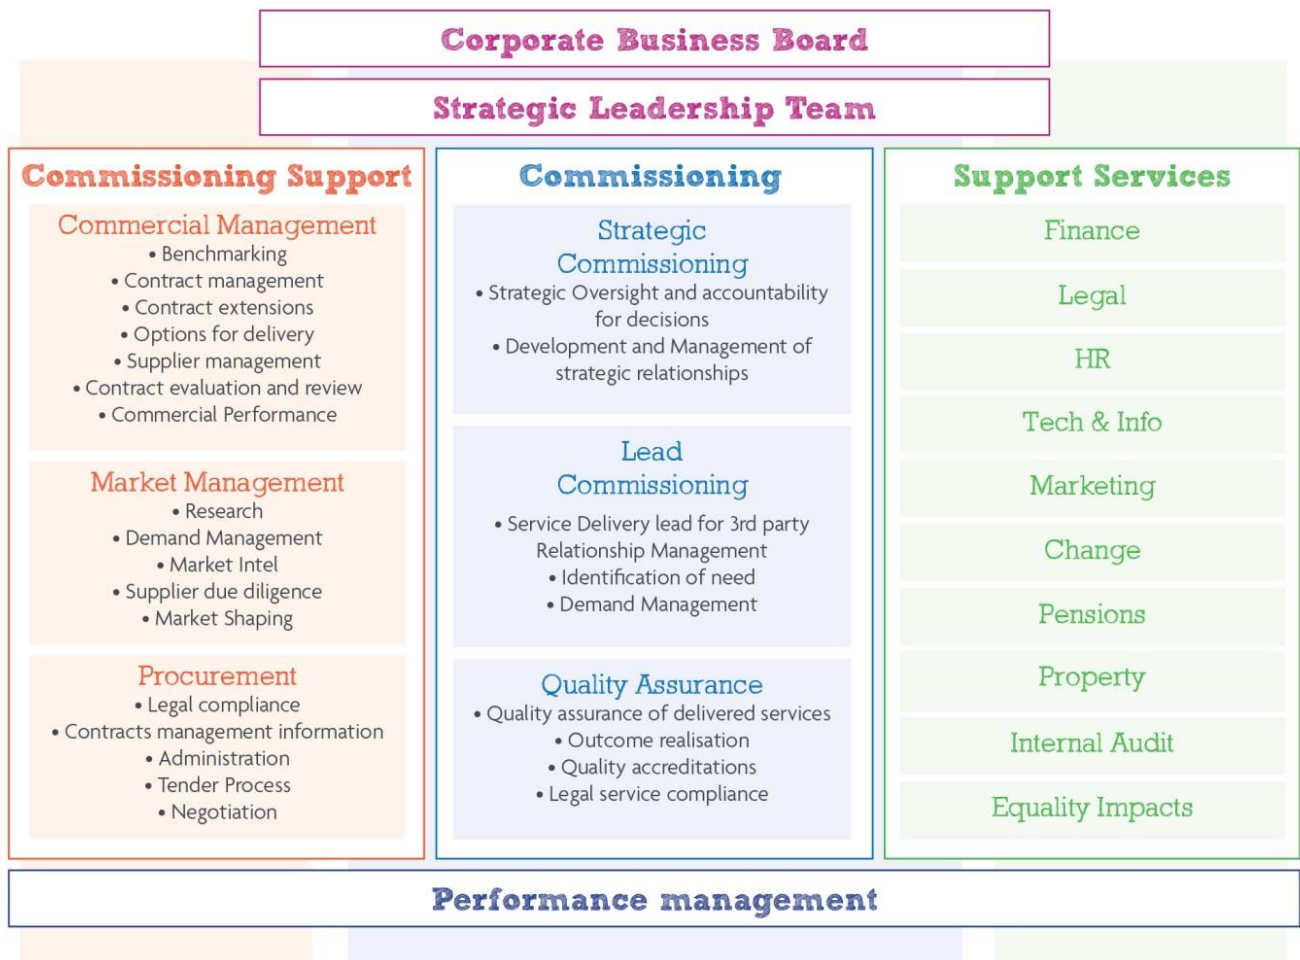 Corporate Business Board
Strategic Leadership Team
Commissioning Support
Commercial Management
• Benchmarking
• Contract management
• Contract extensions
• Options for delivery
• Supplier management
• Contract evaluation and review
• Commercial Performance
Market Management
• Research
• Demand Management
• Market Intel
• Supplier due diligence
• Market Shaping
Procurement
• Legal compliance
• Contracts management information
• Administration
• Tender Process
• Negotiation
Commissioning
Strategic
Commissioning
• Strategic Oversight and accountability
for decisions
• Development and Management of
strategic relationships
Lead
Commissioning
• Service Delivery lead for 3rd party
Relationship Management
• Identification of need
• Demand Management
Quality Assurance
• Quality assurance of delivered services
• Outcome realisation
• Quality accreditations
• Legal service compliance
Support Services
Finance
Legal
HR
Tech & Info
Marketing
Change
Pensions
Property
Internal Audit
Equality Impacts
Performance management